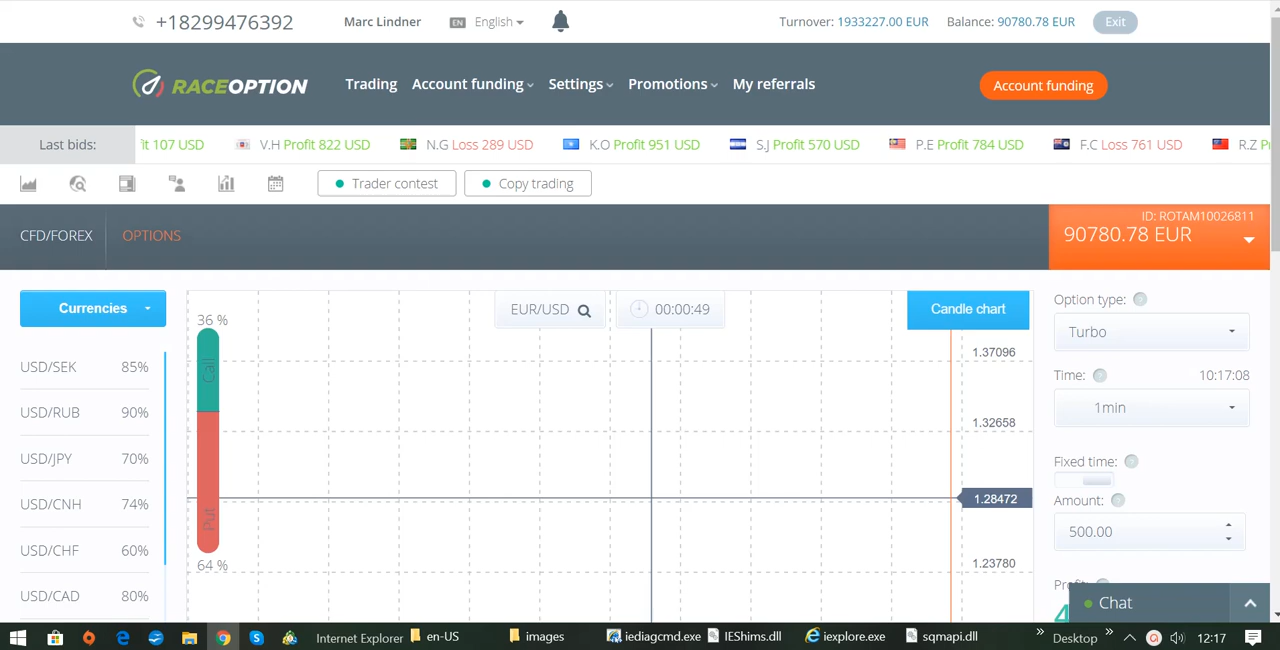 +18299476392 Marc Lindner EN English Turnover: 1933227.00 EUR Balance: 90780.78 EUR Exit
RACEOPTION Trading Account funding Settings Promotions My referrals Account funding
Last bids: 107 USD V.H Profit 822 USD N.G Loss 289 USD K.O Profit 951 USD S.J Profit 570 USD P.E Profit 784 USD F.C Loss 761 USD R.Z
Trader contest Copy trading
CFD/FOREX OPTIONS
ID: ROTAM10026811
90780.78 EUR
Currencies
USD/SEK 85%
USD/RUB 90%
USD/JPY 70%
USD/CNH 74%
USD/CHF 60%
USD/CAD 80%
36 %
Call
Put
64 %
EUR/USD 00:00:49 Candle chart
1.37096
1.32658
1.28472
1.23780
Option type:
Turbo
Time: 10:17:08
1min
Fixed time:
Amount:
500.00
Chat
Internet Explorer en-US images iediagcmd.exe IEShims.dll iexplore.exe sqmapi.dll » Desktop » 12:17